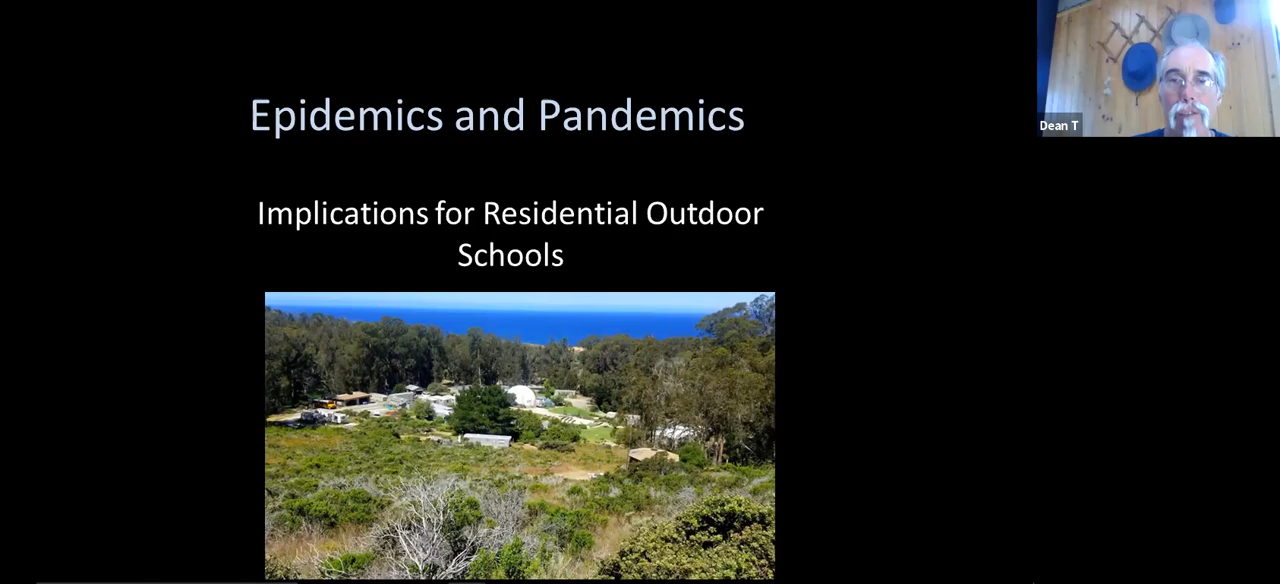 Epidemics and Pandemics
Implications for Residential Outdoor
Schools
Dean T